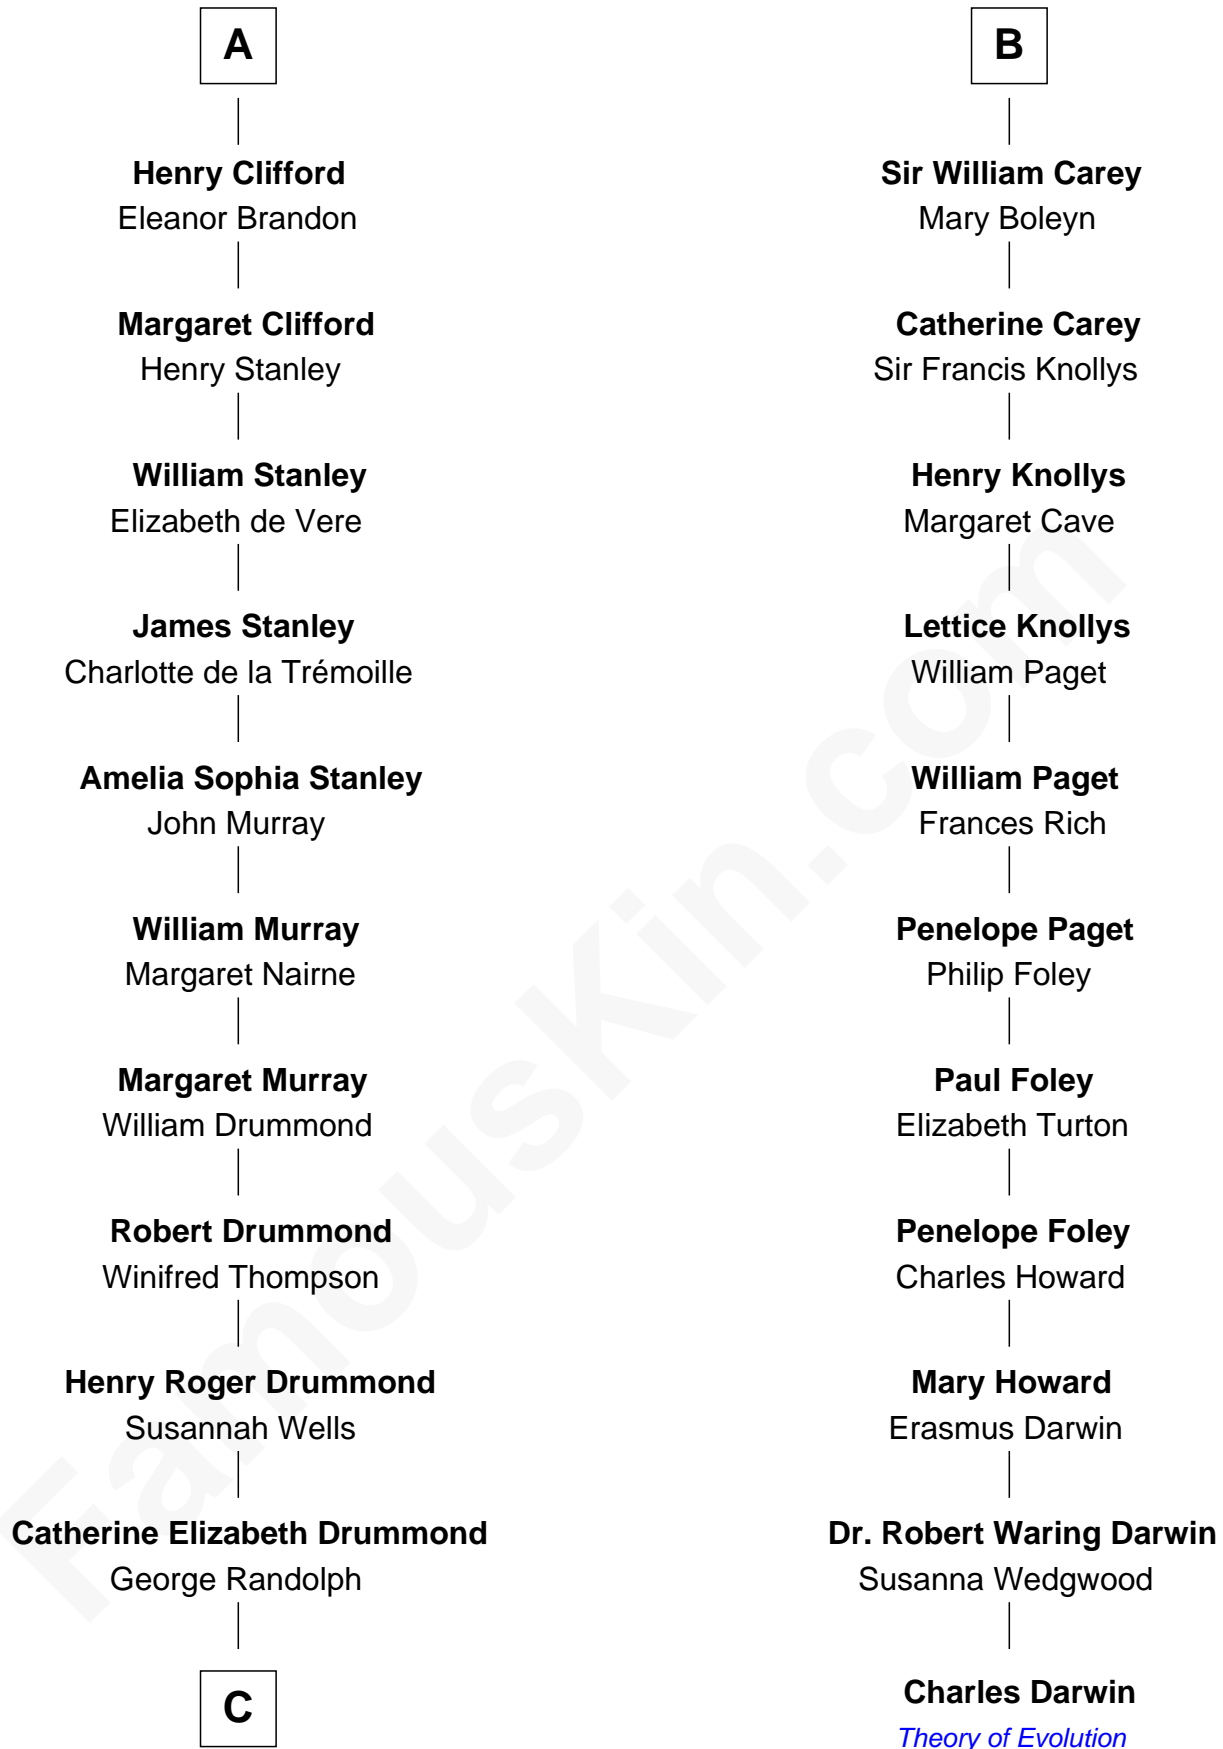 A
Henry Clifford
Eleanor Brandon
Margaret Clifford
Henry Stanley
William Stanley
Elizabeth de Vere
James Stanley
Charlotte de la Trémoille
Amelia Sophia Stanley
John Murray
William Murray
Margaret Nairne
Margaret Murray
William Drummond
Robert Drummond
Winifred Thompson
Henry Roger Drummond
Susannah Wells
Catherine Elizabeth Drummond
George Randolph
C
B
Sir William Carey
Mary Boleyn
Catherine Carey
Sir Francis Knollys
Henry Knollys
Margaret Cave
Lettice Knollys
William Paget
William Paget
Frances Rich
Penelope Paget
Philip Foley
Paul Foley
Elizabeth Turton
Penelope Foley
Charles Howard
Mary Howard
Erasmus Darwin
Dr. Robert Waring Darwin
Susanna Wedgwood
Charles Darwin
Theory of Evolution
FamousKin.com